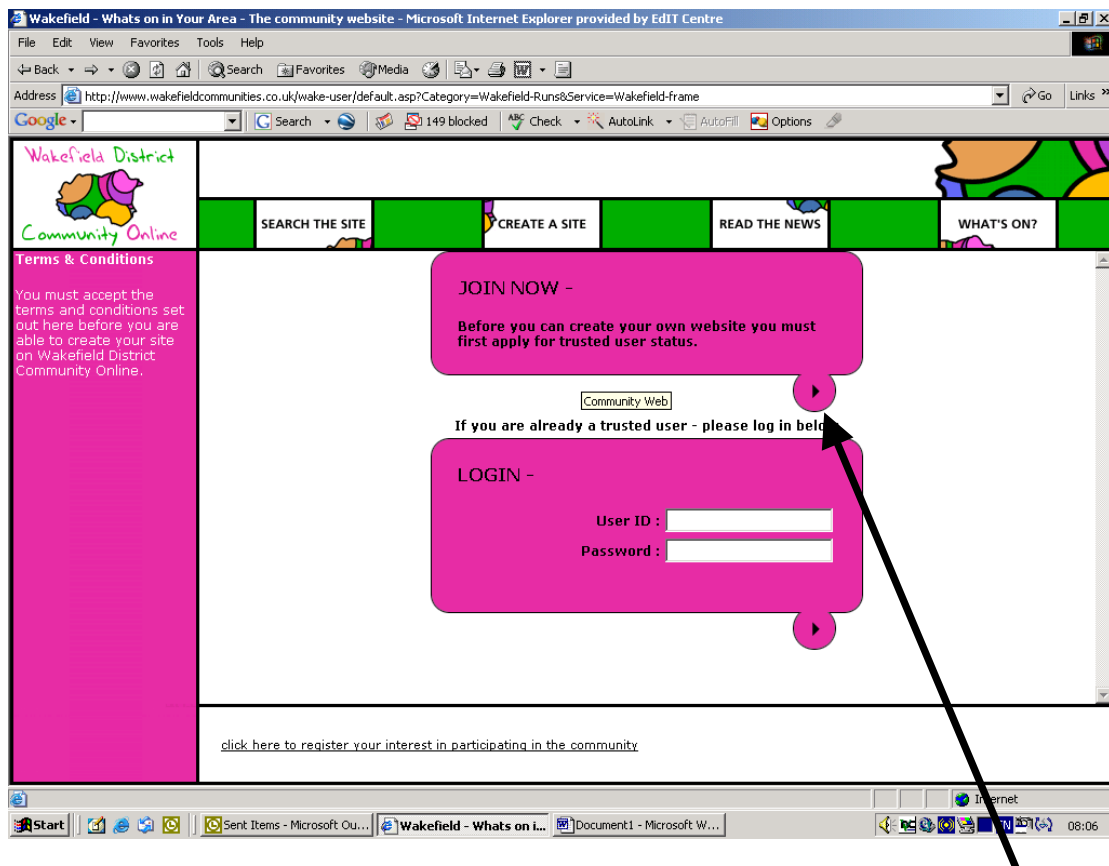 Wakefield - Whats on in Your Area - The community website - Microsoft Internet Explorer provided by EdIT Centre
File Edit View Favorites Tools Help
Back Search Favorites Media
Address http://www.wakefieldcommunities.co.uk/wake-user/default.asp?Category=Wakefield-Runs&Service=Wakefield-frame Go Links »
Google Search 149 blocked ABC Check AutoLink AutoFill Options
Wakefield District
Community Online
SEARCH THE SITE CREATE A SITE READ THE NEWS WHAT'S ON?
Terms & Conditions
You must accept the
terms and conditions set
out here before you are
able to create your site
on Wakefield District
Community Online.
JOIN NOW -
Before you can create your own website you must
first apply for trusted user status.
Community Web
If you are already a trusted user - please log in below
LOGIN -
User ID :
Password :
click here to register your interest in participating in the community
Internet
Start Sent Items - Microsoft Ou... Wakefield - Whats on i... Document1 - Microsoft W... EN 08:06